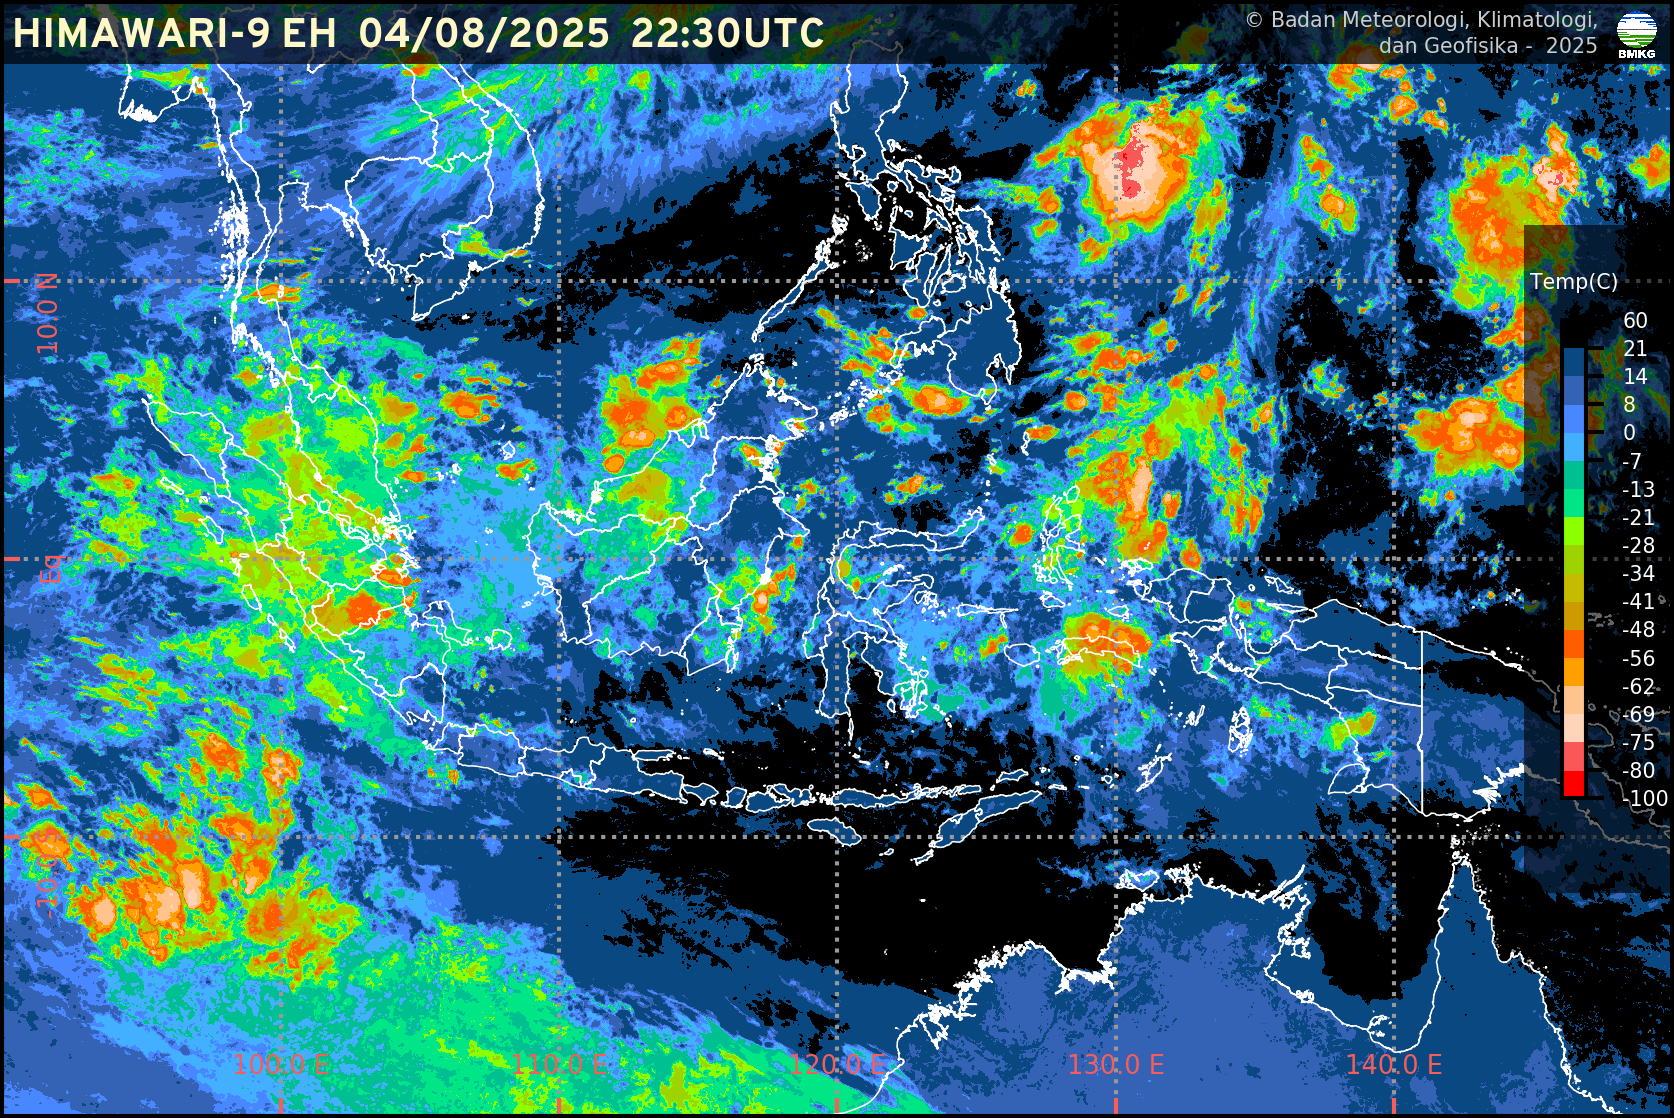 HIMAWARI-9 EH 04/08/2025 22:30UTC
© Badan Meteorologi, Klimatologi,
dan Geofisika - 2025
BMKG
10.0 N
Eq
-10.0 S
Temp(C)
60
21
14
8
0
-7
-13
-21
-28
-34
-41
-48
-56
-62
-69
-75
-80
-100
100.0 E
110.0 E
120.0 E
130.0 E
140.0 E